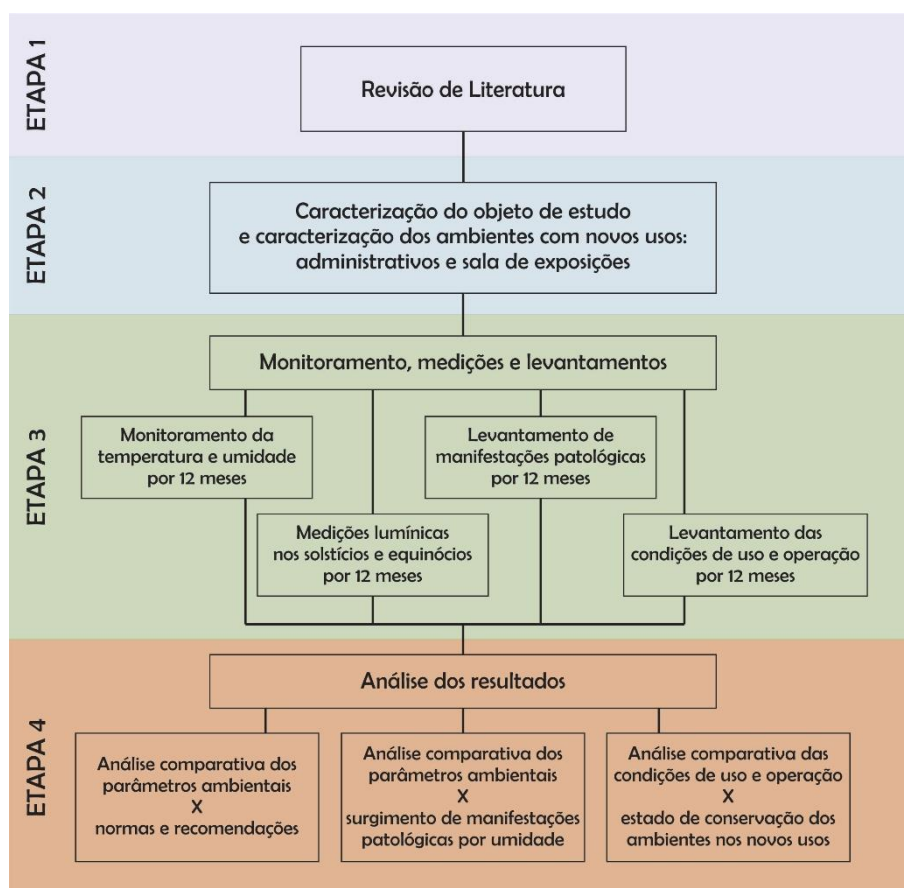 ETAPA 1
Revisão de Literatura
ETAPA 2
Caracterização do objeto de estudo
e caracterização dos ambientes com novos usos:
administrativos e sala de exposições
ETAPA 3
Monitoramento, medições e levantamentos
Monitoramento da
temperatura e umidade
por 12 meses
Levantamento de
manifestações patológicas
por 12 meses
Medições lumínicas
nos solstícios e equinócios
por 12 meses
Levantamento das
condições de uso e operação
por 12 meses
ETAPA 4
Análise dos resultados
Análise comparativa dos
parâmetros ambientais
X
normas e recomendações
Análise comparativa dos
parâmetros ambientais
X
surgimento de manifestações
patológicas por umidade
Análise comparativa das
condições de uso e operação
X
estado de conservação dos
ambientes nos novos usos